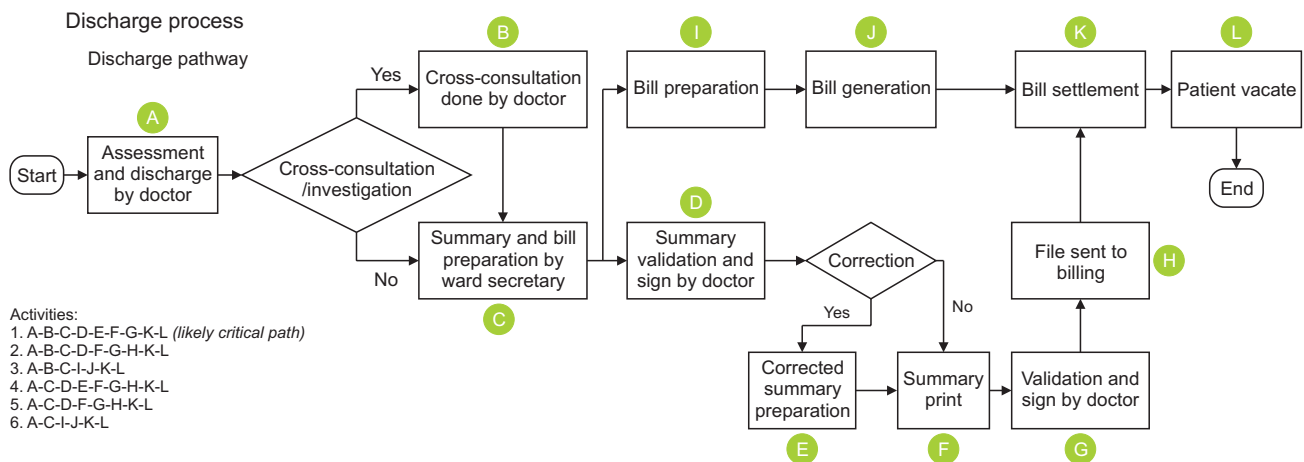 Discharge process
Discharge pathway
Start
A
Assessment
and discharge
by doctor
Cross-consultation
/investigation
Yes
No
B
Cross-consultation
done by doctor
Summary and bill
preparation by
ward secretary
C
I
Bill preparation
J
Bill generation
K
Bill settlement
L
Patient vacate
End
D
Summary
validation and
sign by doctor
Correction
Yes
No
Corrected
summary
preparation
E
Summary
print
F
Validation and
sign by doctor
G
File sent to
billing
H
Activities:
1. A-B-C-D-E-F-G-K-L (likely critical path)
2. A-B-C-D-F-G-H-K-L
3. A-B-C-I-J-K-L
4. A-C-D-E-F-G-H-K-L
5. A-C-D-F-G-H-K-L
6. A-C-I-J-K-L